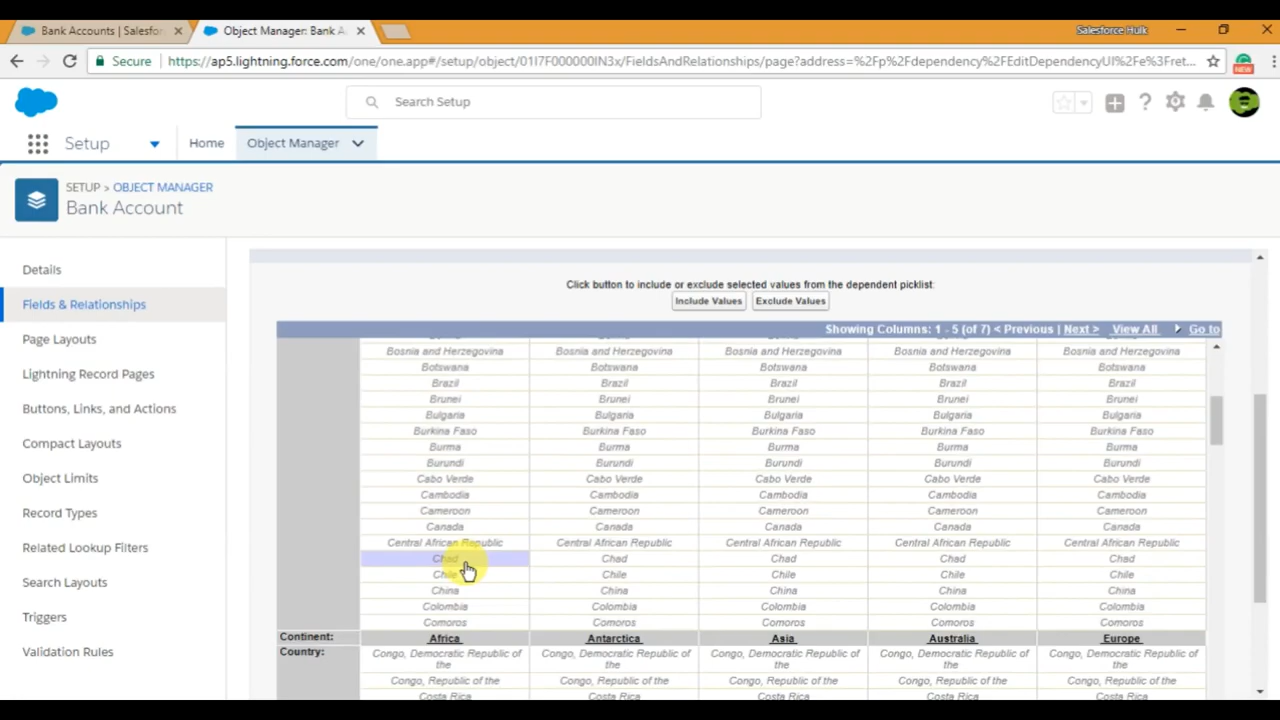 Bank Accounts | Salesfor
Object Manager: Bank A
Salesforce Hulk
Secure https://ap5.lightning.force.com/one/one.app#/setup/object/01I7F000000IN3x/FieldsAndRelationships/page?address=%2Fp%2Fdependency%2FEditDependencyUI%2Fe%3Fret...
NEW
Search Setup
Setup Home Object Manager
SETUP > OBJECT MANAGER
Bank Account
Details
Fields & Relationships
Page Layouts
Lightning Record Pages
Buttons, Links, and Actions
Compact Layouts
Object Limits
Record Types
Related Lookup Filters
Search Layouts
Triggers
Validation Rules
Click button to include or exclude selected values from the dependent picklist:
Include Values Exclude Values
Showing Columns: 1 - 5 (of 7) < Previous | Next > View All Go to
Bosnia and Herzegovina Bosnia and Herzegovina Bosnia and Herzegovina Bosnia and Herzegovina Bosnia and Herzegovina
Botswana Botswana Botswana Botswana Botswana
Brazil Brazil Brazil Brazil Brazil
Brunei Brunei Brunei Brunei Brunei
Bulgaria Bulgaria Bulgaria Bulgaria Bulgaria
Burkina Faso Burkina Faso Burkina Faso Burkina Faso Burkina Faso
Burma Burma Burma Burma Burma
Burundi Burundi Burundi Burundi Burundi
Cabo Verde Cabo Verde Cabo Verde Cabo Verde Cabo Verde
Cambodia Cambodia Cambodia Cambodia Cambodia
Cameroon Cameroon Cameroon Cameroon Cameroon
Canada Canada Canada Canada Canada
Central African Republic Central African Republic Central African Republic Central African Republic Central African Republic
Chad Chad Chad Chad Chad
Chile Chile Chile Chile Chile
China China China China China
Colombia Colombia Colombia Colombia Colombia
Comoros Comoros Comoros Comoros Comoros
Continent: Africa Antarctica Asia Australia Europe
Country: Congo, Democratic Republic of Congo, Democratic Republic of Congo, Democratic Republic of Congo, Democratic Republic of Congo, Democratic Republic of
the the the the the
Congo, Republic of the Congo, Republic of the Congo, Republic of the Congo, Republic of the Congo, Republic of the
Costa Rica Costa Rica Costa Rica Costa Rica Costa Rica